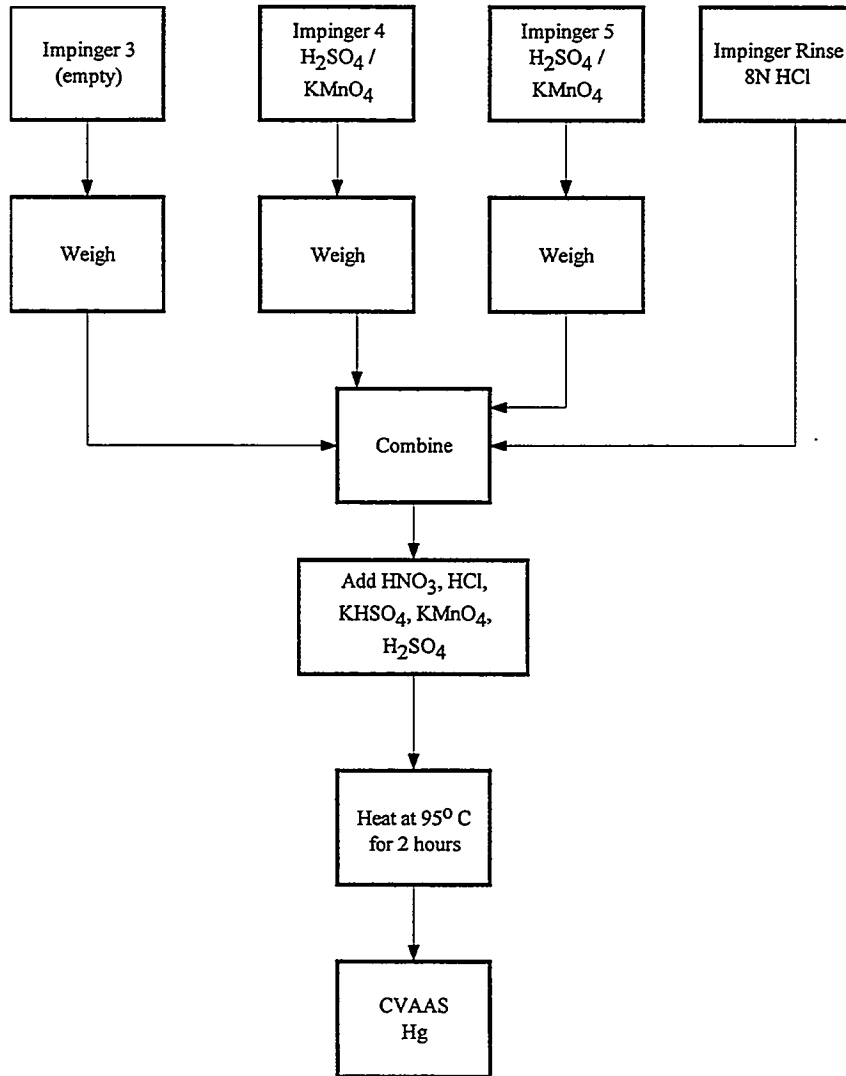 Impinger 3
(empty)
Impinger 4
H₂SO₄ /
KMnO₄
Impinger 5
H₂SO₄ /
KMnO₄
Impinger Rinse
8N HCl
Weigh
Weigh
Weigh
Combine
Add HNO₃, HCl,
KHSO₄, KMnO₄,
H₂SO₄
Heat at 95° C
for 2 hours
CVAAS
Hg